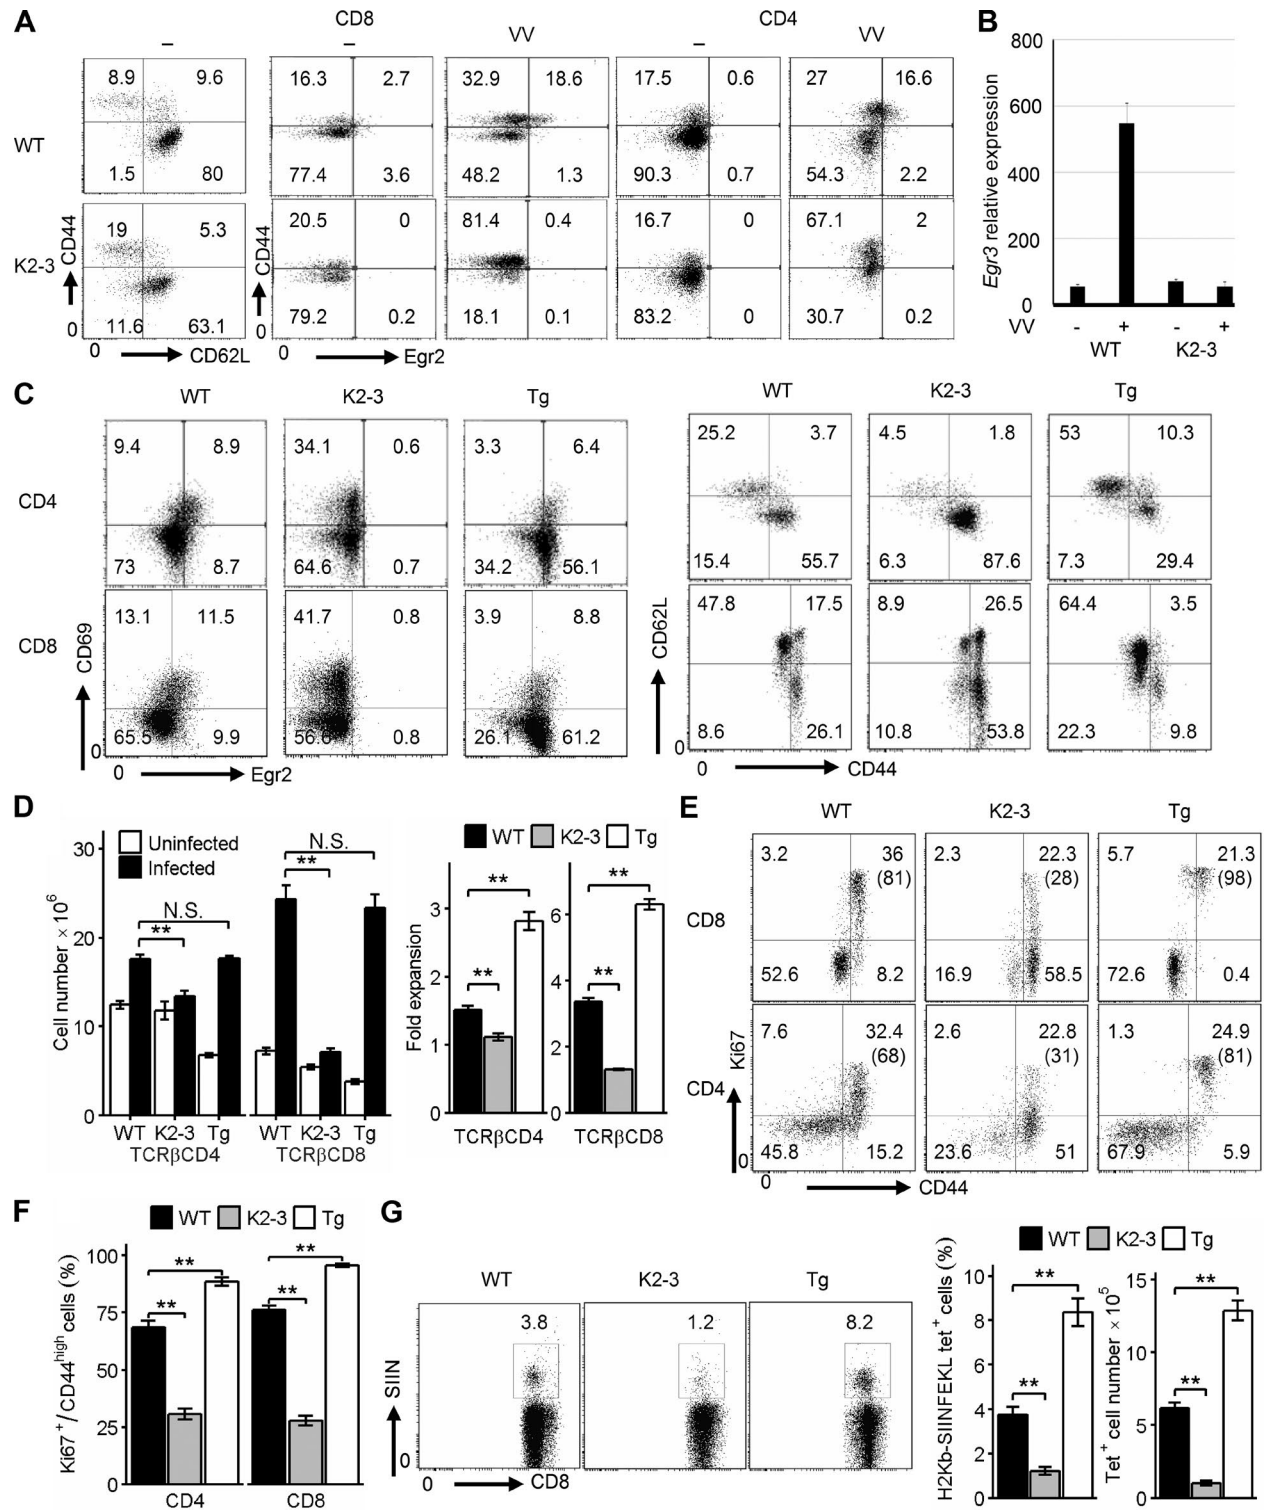 A
CD8
CD4
– – VV – VV
WT
8.9 9.6
1.5 80
16.3 2.7
77.4 3.6
32.9 18.6
48.2 1.3
17.5 0.6
90.3 0.7
27 16.6
54.3 2.2
K2-3
CD44
19 5.3
11.6 63.1
0
0 CD62L
CD44
20.5 0
79.2 0.2
81.4 0.4
18.1 0.1
16.7 0
83.2 0
67.1 2
30.7 0.2
0
0 Egr2
B
Egr3 relative expression
800
600
400
200
0
VV - + - +
WT K2-3
C
WT K2-3 Tg
CD4
9.4 8.9
73 8.7
34.1 0.6
64.6 0.7
3.3 6.4
34.2 56.1
CD8
CD69
13.1 11.5
65.5 9.9
41.7 0.8
56.6 0.8
3.9 8.8
26.1 61.2
0
0 Egr2
WT K2-3 Tg
25.2 3.7
15.4 55.7
4.5 1.8
6.3 87.6
53 10.3
7.3 29.4
CD62L
47.8 17.5
8.6 26.1
8.9 26.5
10.8 53.8
64.4 3.5
22.3 9.8
0
0 CD44
D
Uninfected
Infected
Cell number × 10⁶
30
20
10
0
N.S.
**
N.S.
**
WT K2-3 Tg WT K2-3 Tg
TCRβCD4 TCRβCD8
WT K2-3 Tg
Fold expansion
3
2
1
0
**
**
TCRβCD4
6
4
2
0
**
**
TCRβCD8
E
WT K2-3 Tg
CD8
3.2 36
(81)
52.6 8.2
2.3 22.3
(28)
16.9 58.5
5.7 21.3
(98)
72.6 0.4
CD4
Ki67
7.6 32.4
(68)
45.8 15.2
2.6 22.8
(31)
23.6 51
1.3 24.9
(81)
67.9 5.9
0
0 CD44
F
WT K2-3 Tg
Ki67⁺/CD44ʰⁱᵍʰ cells (%)
100
75
50
25
0
**
**
**
**
CD4 CD8
G
WT K2-3 Tg
SIIN
3.8 1.2 8.2
0
0 CD8
WT K2-3 Tg
H2Kb-SIINFEKL tet⁺ cells (%)
10
8
6
4
2
0
**
**
Tet⁺ cell number × 10⁵
15
10
5
0
**
**